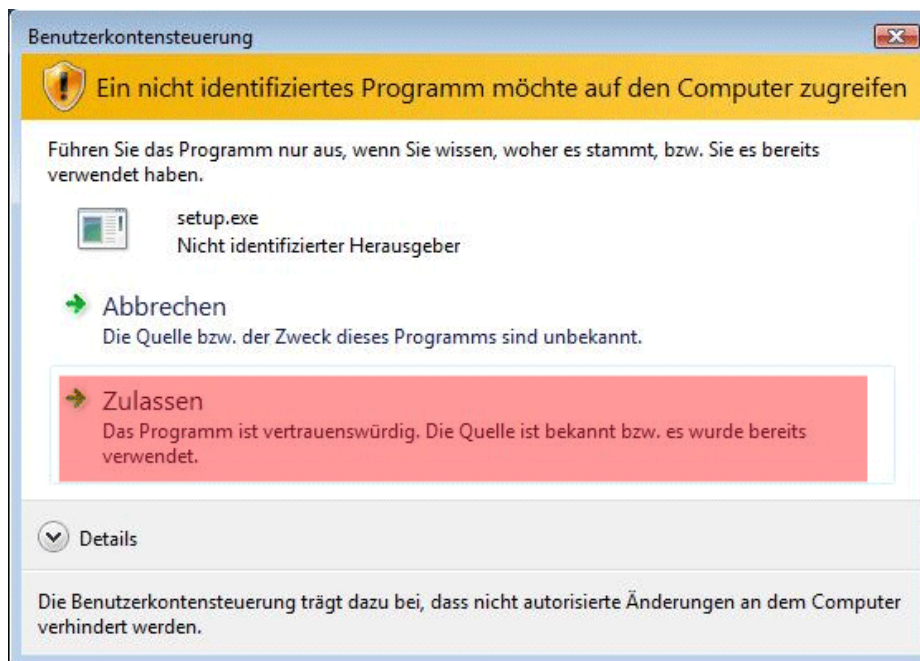 Benutzerkontensteuerung
Ein nicht identifiziertes Programm möchte auf den Computer zugreifen
Führen Sie das Programm nur aus, wenn Sie wissen, woher es stammt, bzw. Sie es bereits
verwendet haben.
setup.exe
Nicht identifizierter Herausgeber
Abbrechen
Die Quelle bzw. der Zweck dieses Programms sind unbekannt.
Zulassen
Das Programm ist vertrauenswürdig. Die Quelle ist bekannt bzw. es wurde bereits
verwendet.
Details
Die Benutzerkontensteuerung trägt dazu bei, dass nicht autorisierte Änderungen an dem Computer
verhindert werden.